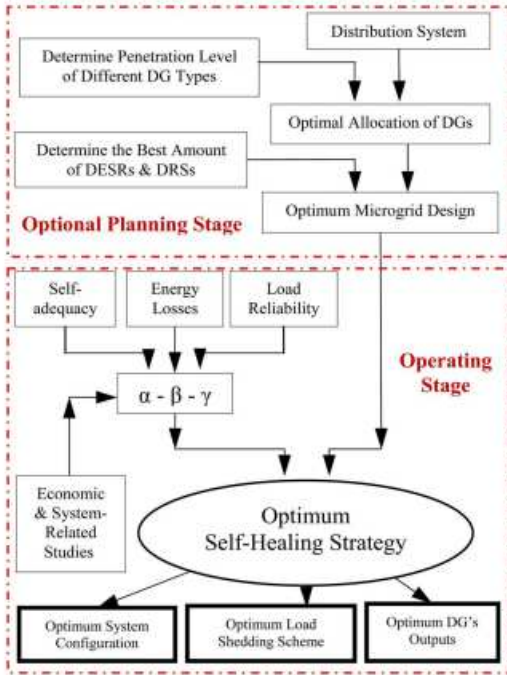 Distribution System
Determine Penetration Level
of Different DG Types
Optimal Allocation of DGs
Determine the Best Amount
of DESRs & DRSs
Optimum Microgrid Design
Optional Planning Stage
Self-
adequacy
Energy
Losses
Load
Reliability
Operating
Stage
α - β - γ
Economic
& System-
Related
Studies
Optimum
Self-Healing Strategy
Optimum System
Configuration
Optimum Load
Shedding Scheme
Optimum DG's
Outputs